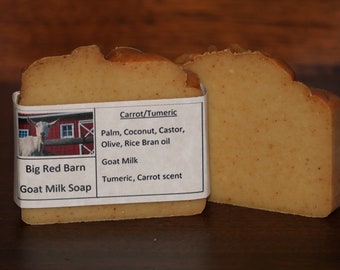 Carrot/Tumeric
Palm, Coconut, Castor,
Olive, Rice Bran oil
Goat Milk
Tumeric, Carrot scent
Big Red Barn
Goat Milk Soap